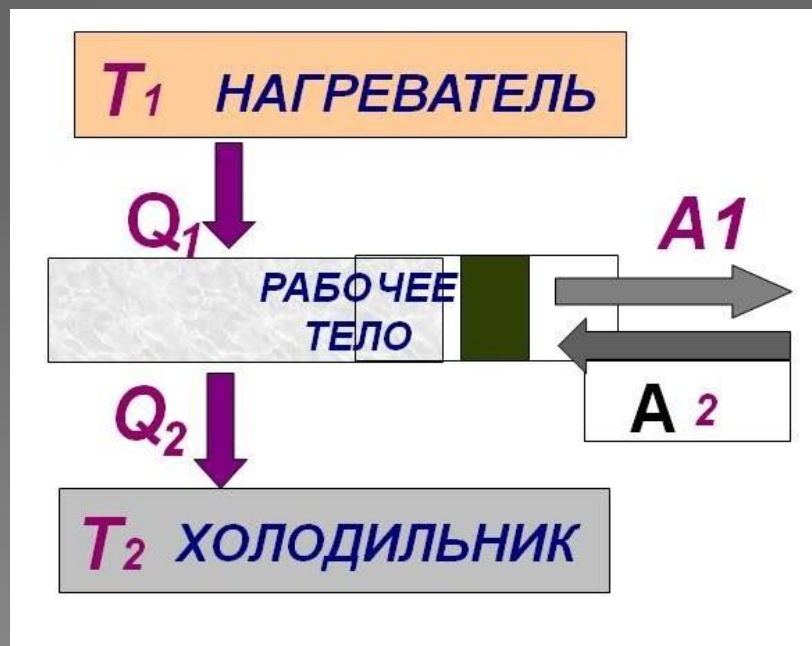 T1 НАГРЕВАТЕЛЬ
Q1
A1
РАБОЧЕЕ
ТЕЛО
A 2
Q2
T2 ХОЛОДИЛЬНИК